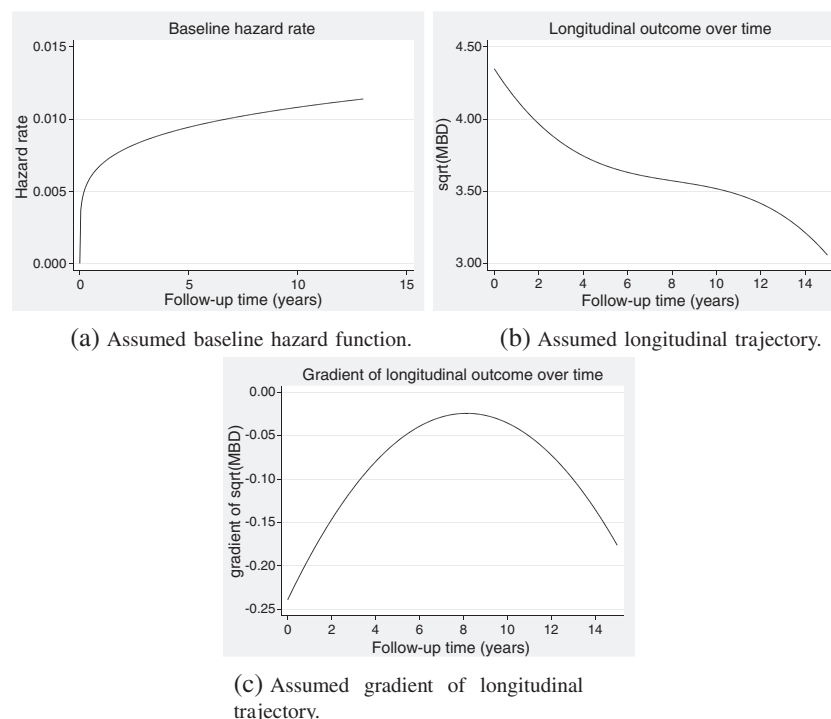 Baseline hazard rate
0.015
0.010
0.005
0.000
Hazard rate
0 5 10 15
Follow-up time (years)
(a) Assumed baseline hazard function.
Longitudinal outcome over time
4.50
4.00
3.50
3.00
sqrt(MBD)
0 2 4 6 8 10 12 14
Follow-up time (years)
(b) Assumed longitudinal trajectory.
Gradient of longitudinal outcome over time
0.00
-0.05
-0.10
-0.15
-0.20
-0.25
gradient of sqrt(MBD)
0 2 4 6 8 10 12 14
Follow-up time (years)
(c) Assumed gradient of longitudinal
trajectory.